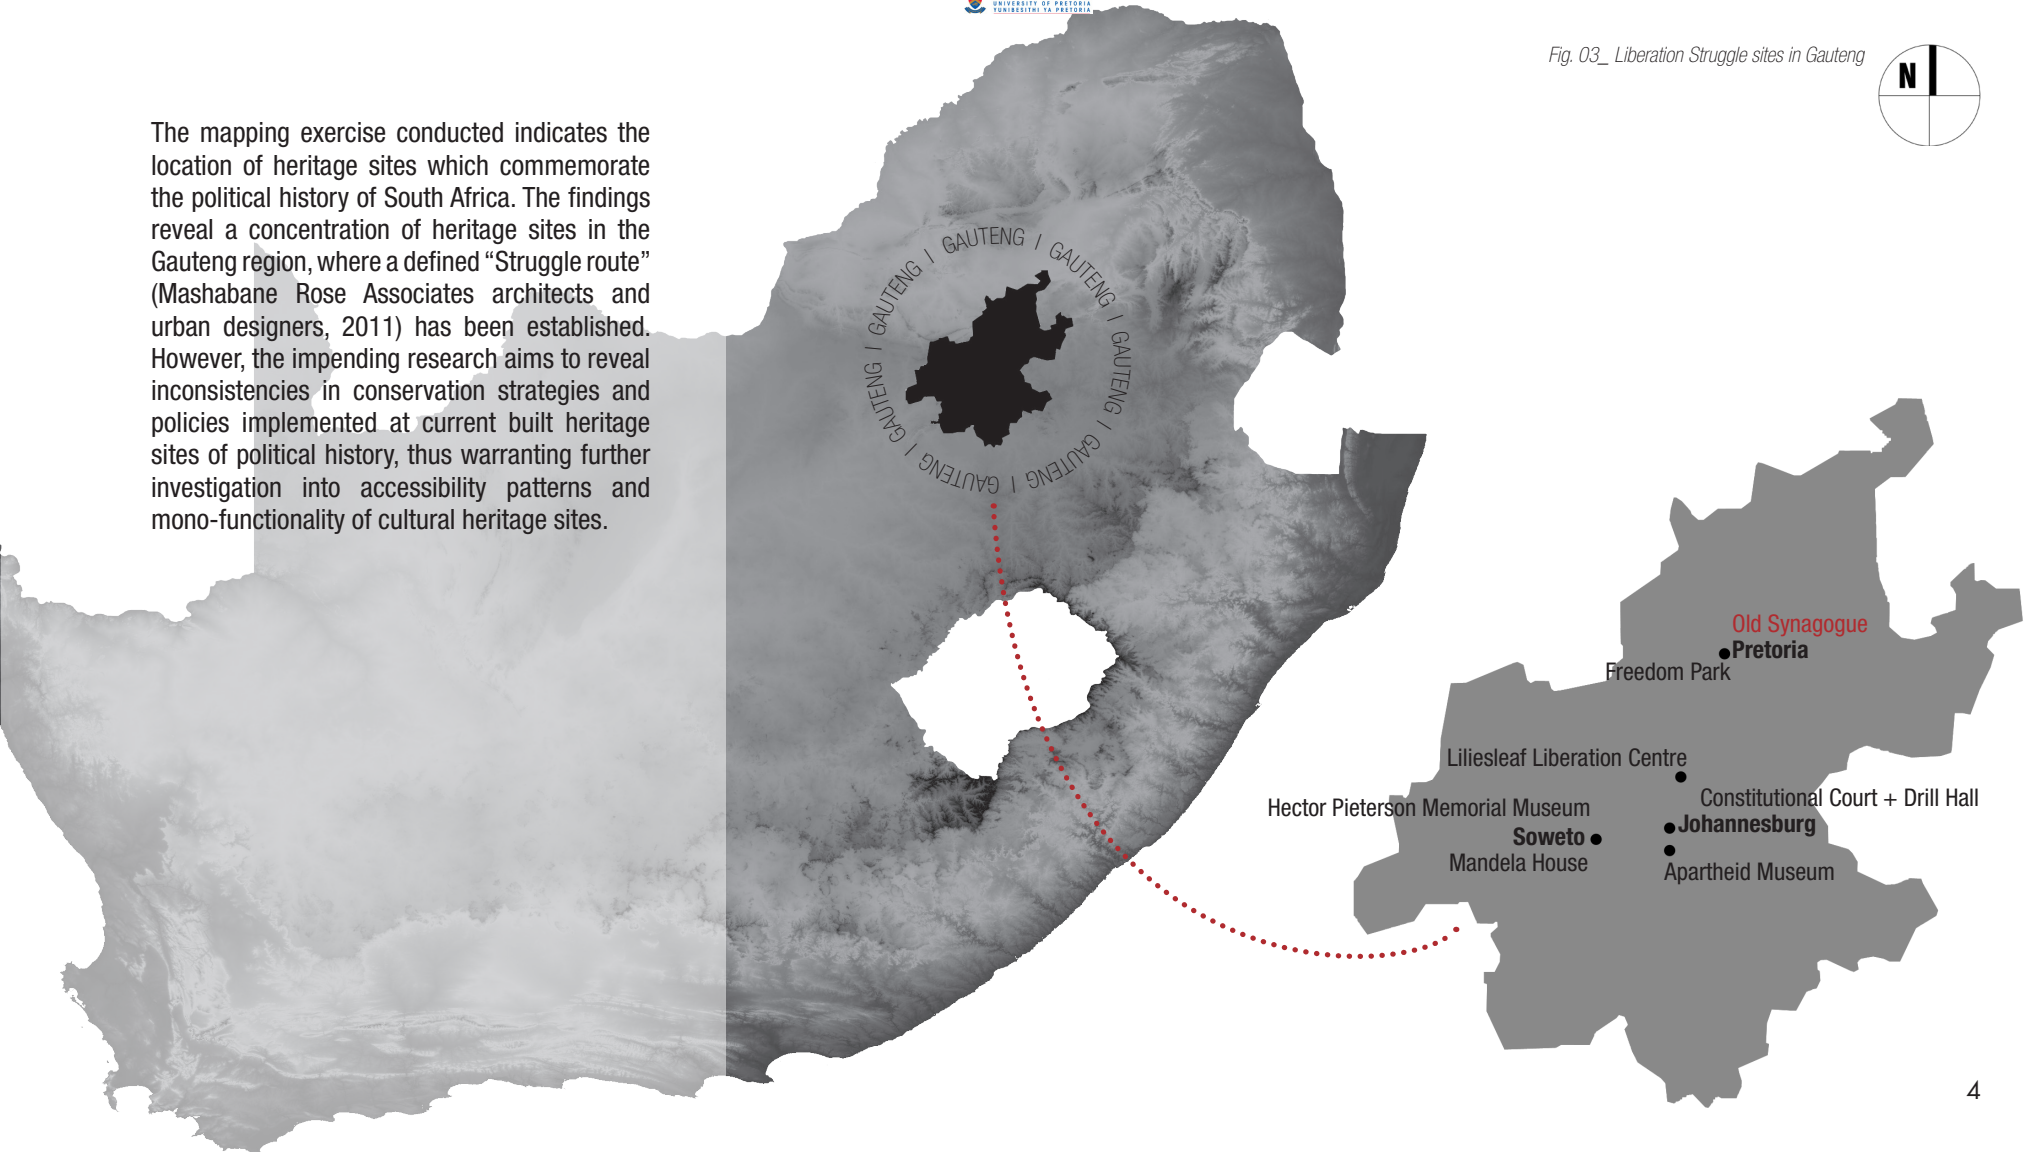 UNIVERSITY OF PRETORIA
YUNIBESITHI YA PRETORIA
Fig. 03_ Liberation Struggle sites in Gauteng
N
The mapping exercise conducted indicates the
location of heritage sites which commemorate
the political history of South Africa. The findings
reveal a concentration of heritage sites in the
Gauteng region, where a defined “Struggle route”
(Mashabane Rose Associates architects and
urban designers, 2011) has been established.
However, the impending research aims to reveal
inconsistencies in conservation strategies and
policies implemented at current built heritage
sites of political history, thus warranting further
investigation into accessibility patterns and
mono-functionality of cultural heritage sites.
GAUTENG | GAUTENG | GAUTENG | GAUTENG | GAUTENG | GAUTENG | GAUTENG | GAUTENG | GAUTENG |
Old Synagogue
Pretoria
Freedom Park
Liliesleaf Liberation Centre
Constitutional Court + Drill Hall
Hector Pieterson Memorial Museum
Johannesburg
Soweto
Mandela House
Apartheid Museum
4